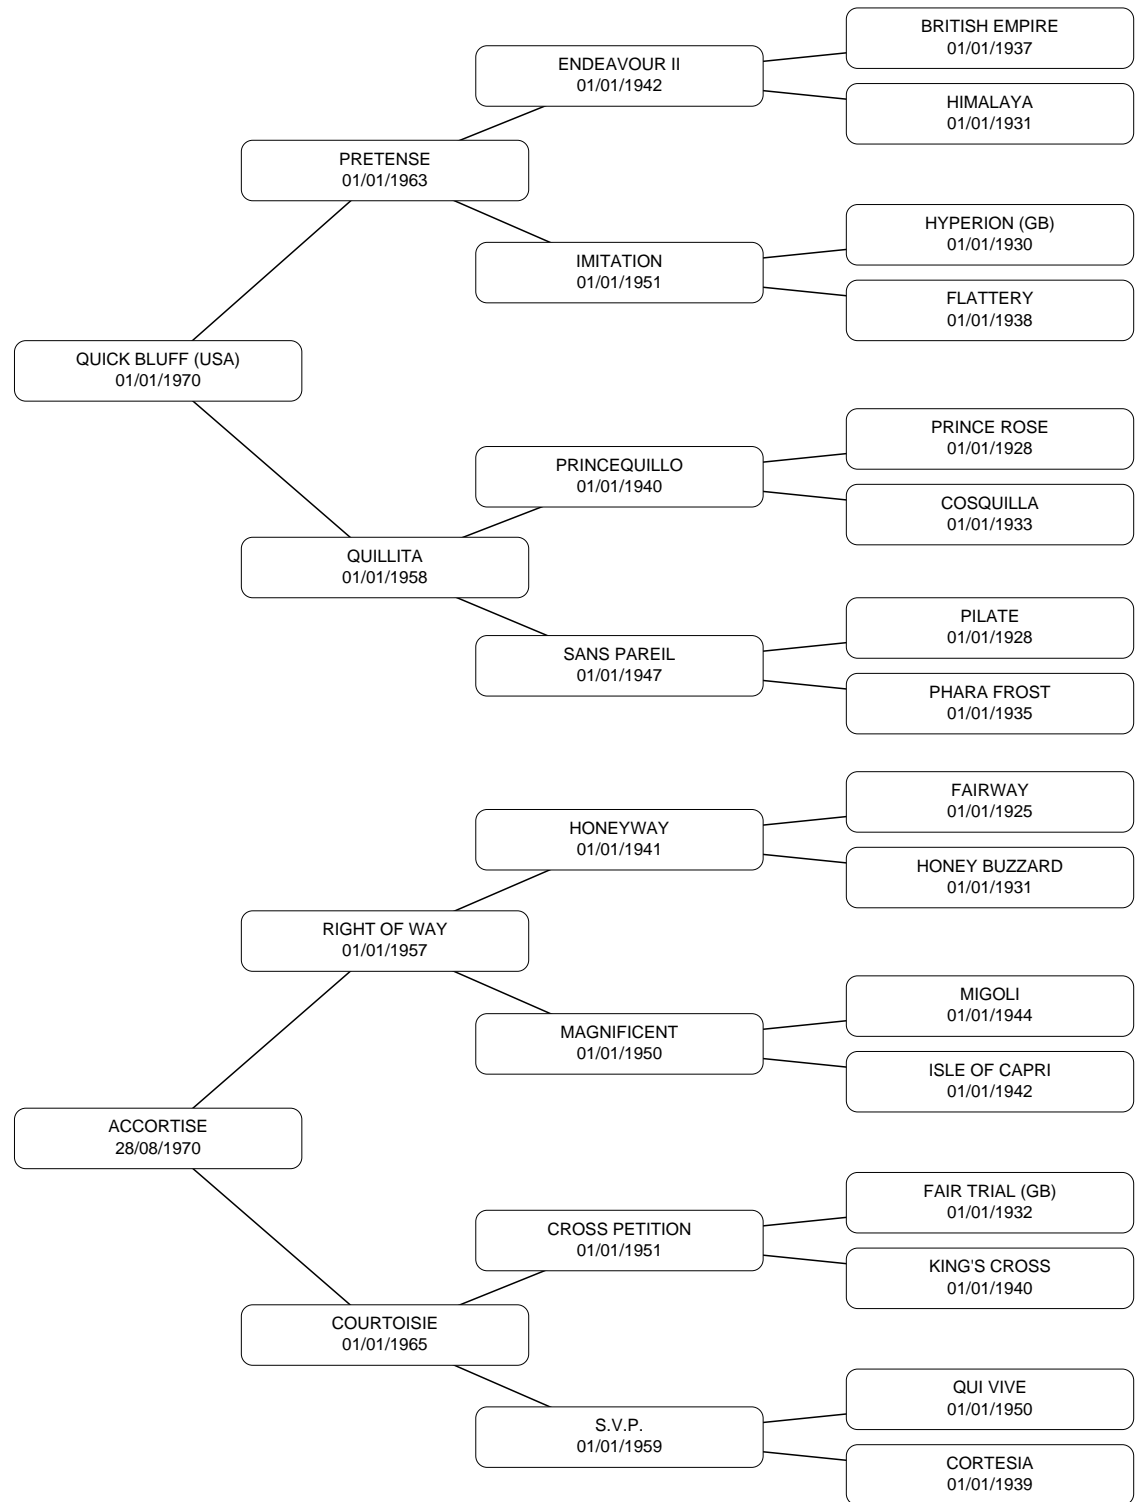 BRITISH EMPIRE
01/01/1937
ENDEAVOUR II
01/01/1942
HIMALAYA
01/01/1931
PRETENSE
01/01/1963
HYPERION (GB)
01/01/1930
IMITATION
01/01/1951
FLATTERY
01/01/1938
QUICK BLUFF (USA)
01/01/1970
PRINCE ROSE
01/01/1928
PRINCEQUILLO
01/01/1940
COSQUILLA
01/01/1933
QUILLITA
01/01/1958
PILATE
01/01/1928
SANS PAREIL
01/01/1947
PHARA FROST
01/01/1935
FAIRWAY
01/01/1925
HONEYWAY
01/01/1941
HONEY BUZZARD
01/01/1931
RIGHT OF WAY
01/01/1957
MIGOLI
01/01/1944
MAGNIFICENT
01/01/1950
ISLE OF CAPRI
01/01/1942
ACCORTISE
28/08/1970
FAIR TRIAL (GB)
01/01/1932
CROSS PETITION
01/01/1951
KING'S CROSS
01/01/1940
COURTOISIE
01/01/1965
QUI VIVE
01/01/1950
S.V.P.
01/01/1959
CORTESIA
01/01/1939